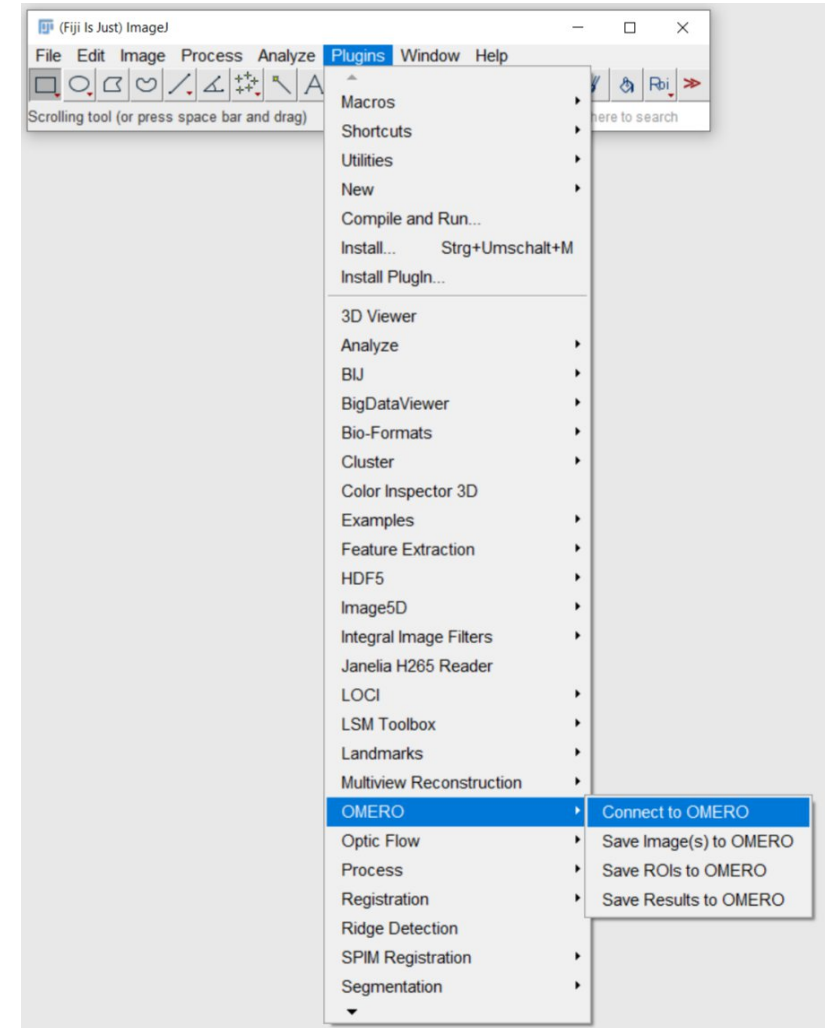 (Fiji Is Just) ImageJ
File Edit Image Process Analyze Plugins Window Help
A Roi
Scrolling tool (or press space bar and drag) here to search
Macros
Shortcuts
Utilities
New
Compile and Run...
Install... Strg+Umschalt+M
Install PlugIn...
3D Viewer
Analyze
BIJ
BigDataViewer
Bio-Formats
Cluster
Color Inspector 3D
Examples
Feature Extraction
HDF5
Image5D
Integral Image Filters
Janelia H265 Reader
LOCI
LSM Toolbox
Landmarks
Multiview Reconstruction
OMERO Connect to OMERO
Optic Flow Save Image(s) to OMERO
Process Save ROIs to OMERO
Registration Save Results to OMERO
Ridge Detection
SPIM Registration
Segmentation